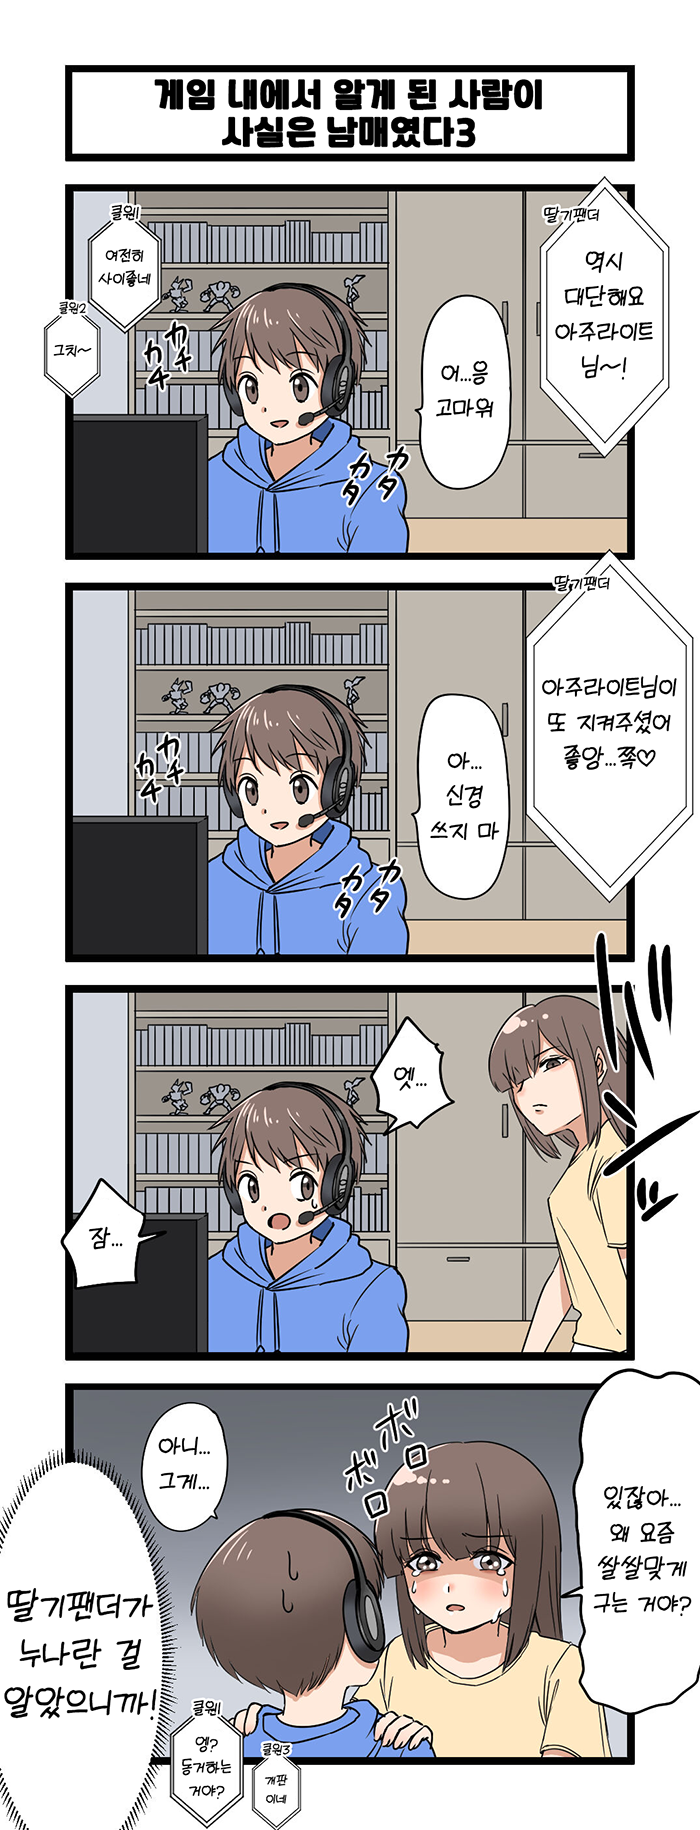 게임 내에서 알게 된 사람이
사실은 남매였다3
클원1
여전히
사이좋네
클원2
그치~
딸기팬더
역시
대단해요
아주라이트
님~!
어...응
고마워
カチ
カチ
カタ
カタ
딸기팬더
아주라이트님이
또 지켜주셨어
좋앙...쪽♡
아...
신경
쓰지 마
カチ
カチ
カタ
カタ
엣...
잠...
バンッ
있잖아...
왜 요즘
쌀쌀맞게
구는 거야?
아니...
그게...
ボロ
ボロ
딸기팬더가
누나란 걸
알았으니까!
클원1
엥?
동거하는
거야?
클원3
개판
이네